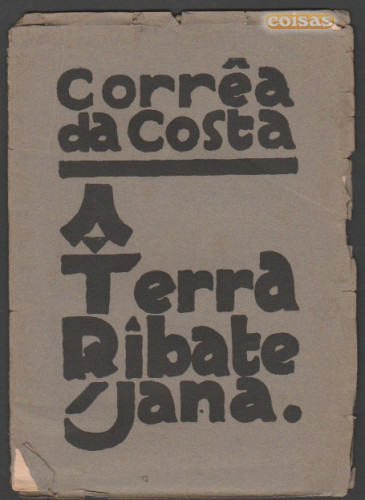 coisas
Corrêa
da Costa
A
Terra
Ribate
jana.